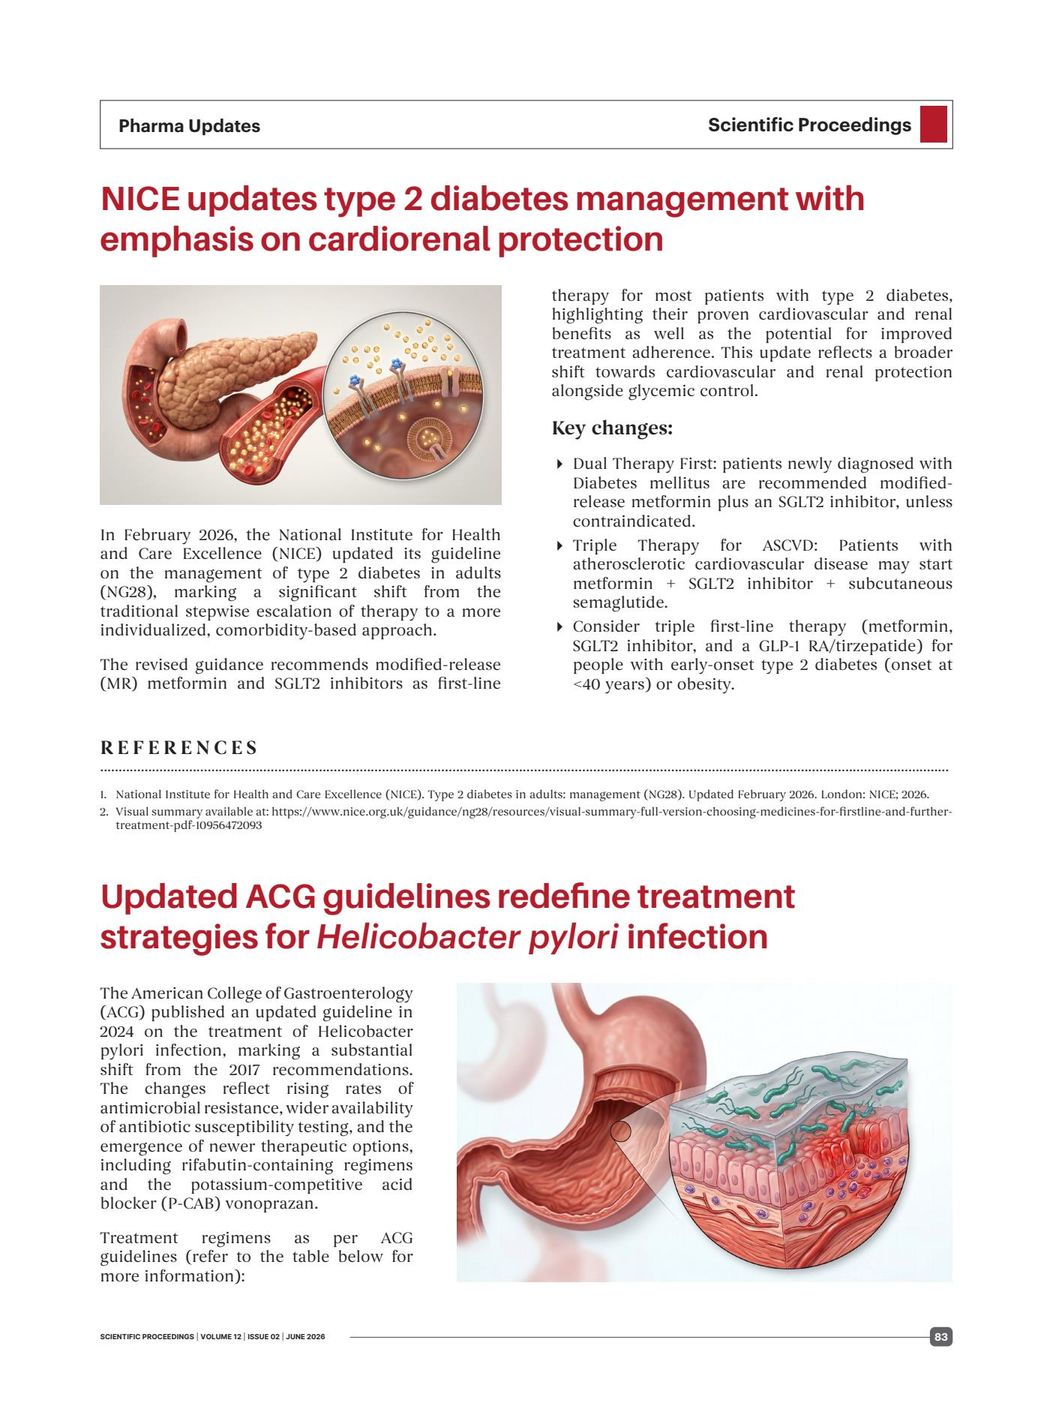 Pharma Updates
Scientific Proceedings
NICE updates type 2 diabetes management with
emphasis on cardiorenal protection
In February 2026, the National Institute for Health
and Care Excellence (NICE) updated its guideline
on the management of type 2 diabetes in adults
(NG28), marking a significant shift from the
traditional stepwise escalation of therapy to a more
individualized, comorbidity-based approach.
The revised guidance recommends modified-release
(MR) metformin and SGLT2 inhibitors as first-line
therapy for most patients with type 2 diabetes,
highlighting their proven cardiovascular and renal
benefits as well as the potential for improved
treatment adherence. This update reflects a broader
shift towards cardiovascular and renal protection
alongside glycemic control.
Key changes:
Dual Therapy First: patients newly diagnosed with
Diabetes mellitus are recommended modified-
release metformin plus an SGLT2 inhibitor, unless
contraindicated.
Triple Therapy for ASCVD: Patients with
atherosclerotic cardiovascular disease may start
metformin + SGLT2 inhibitor + subcutaneous
semaglutide.
Consider triple first-line therapy (metformin,
SGLT2 inhibitor, and a GLP-1 RA/tirzepatide) for
people with early-onset type 2 diabetes (onset at
<40 years) or obesity.
REFERENCES
1. National Institute for Health and Care Excellence (NICE). Type 2 diabetes in adults: management (NG28). Updated February 2026. London: NICE; 2026.
2. Visual summary available at: https://www.nice.org.uk/guidance/ng28/resources/visual-summary-full-version-choosing-medicines-for-firstline-and-further-
treatment-pdf-10956472093
Updated ACG guidelines redefine treatment
strategies for Helicobacter pylori infection
The American College of Gastroenterology
(ACG) published an updated guideline in
2024 on the treatment of Helicobacter
pylori infection, marking a substantial
shift from the 2017 recommendations.
The changes reflect rising rates of
antimicrobial resistance, wider availability
of antibiotic susceptibility testing, and the
emergence of newer therapeutic options,
including rifabutin-containing regimens
and the potassium-competitive acid
blocker (P-CAB) vonoprazan.
Treatment regimens as per ACG
guidelines (refer to the table below for
more information):
SCIENTIFIC PROCEEDINGS | VOLUME 12 | ISSUE 02 | JUNE 2026
83